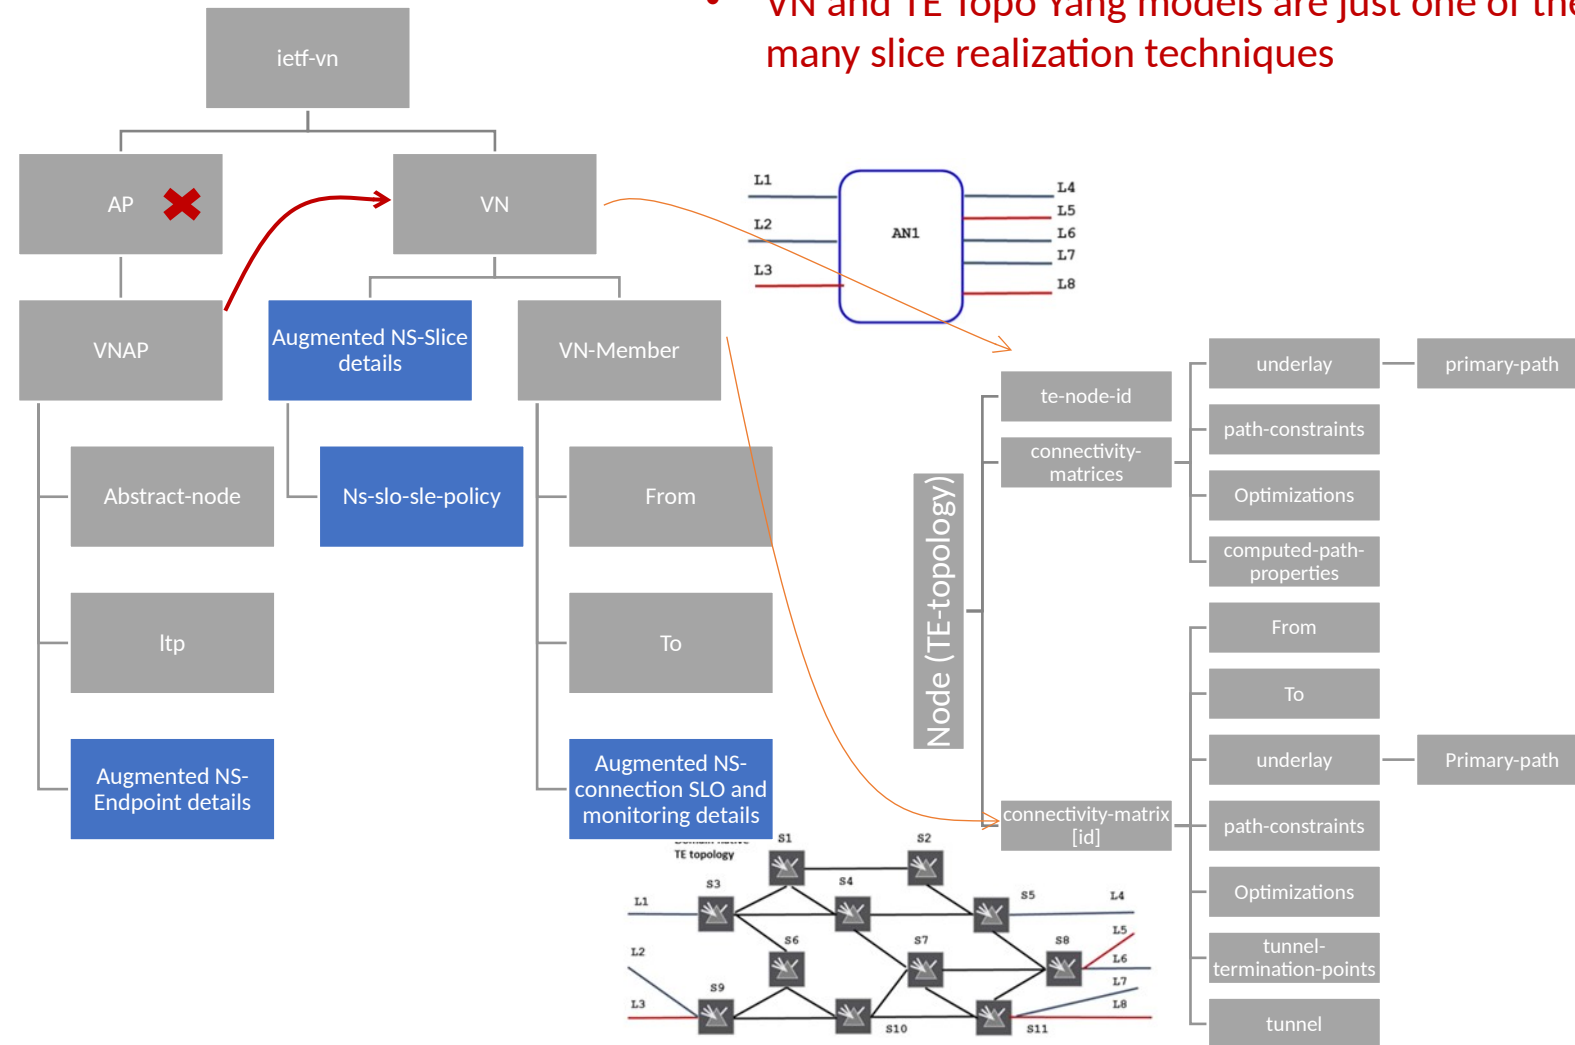 • VN and TE Topo Yang models are just one of the
many slice realization techniques
ietf-vn
AP
VN
VNAP
Augmented NS-Slice
details
VN-Member
Abstract-node
Ns-slo-sle-policy
From
ltp
To
Augmented NS-
Endpoint details
Augmented NS-
connection SLO and
monitoring details
L1
L2
L3
AN1
L4
L5
L6
L7
L8
Node (TE-topology)
te-node-id
connectivity-
matrices
underlay
primary-path
path-constraints
Optimizations
computed-path-
properties
connectivity-matrix
[id]
From
To
underlay
Primary-path
path-constraints
Optimizations
tunnel-
termination-points
tunnel
TE topology
S1
S2
S3
S4
S5
S6
S7
S8
S9
S10
S11
L1
L2
L3
L4
L5
L6
L7
L8